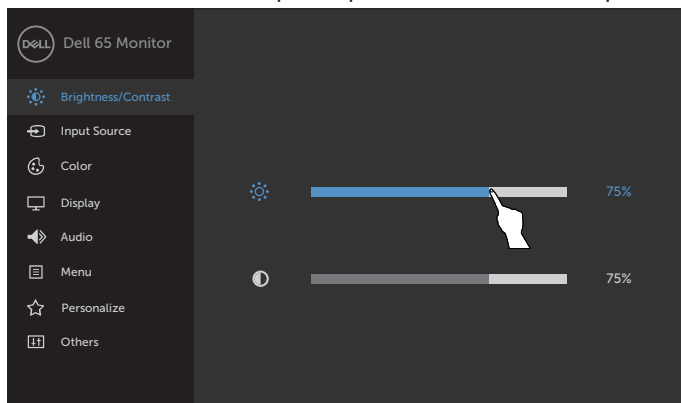 DELL
Dell 65 Monitor
Brightness/Contrast
Input Source
Color
75%
Display
Audio
Menu
75%
Personalize
Others